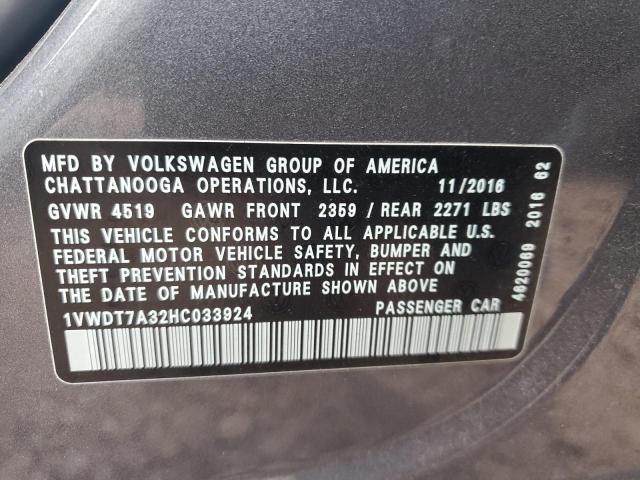 MFD BY VOLKSWAGEN GROUP OF AMERICA
CHATTANOOGA OPERATIONS, LLC. 11/2016
GVWR 4519 GAWR FRONT 2359 / REAR 2271 LBS
THIS VEHICLE CONFORMS TO ALL APPLICABLE U.S.
FEDERAL MOTOR VEHICLE SAFETY, BUMPER AND
THEFT PREVENTION STANDARDS IN EFFECT ON
THE DATE OF MANUFACTURE SHOWN ABOVE
1VWDT7A32HC033924 PASSENGER CAR
4620069 2016 62